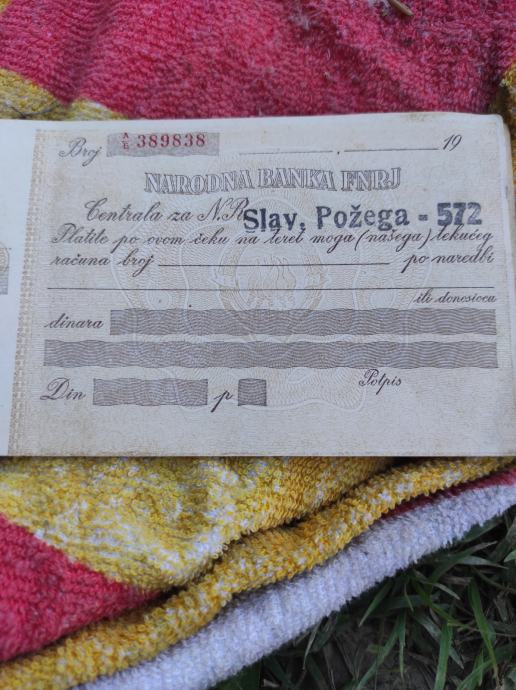 Broj A/E 389838 19
NARODNA BANKA FNRJ
Centrala za N.R. Slav, Požega - 572
Platite po ovom čeku na teret moga (našega) tekućeg
računa broj po naredbi
ili donosiocu
dinara
Din p
Potpis